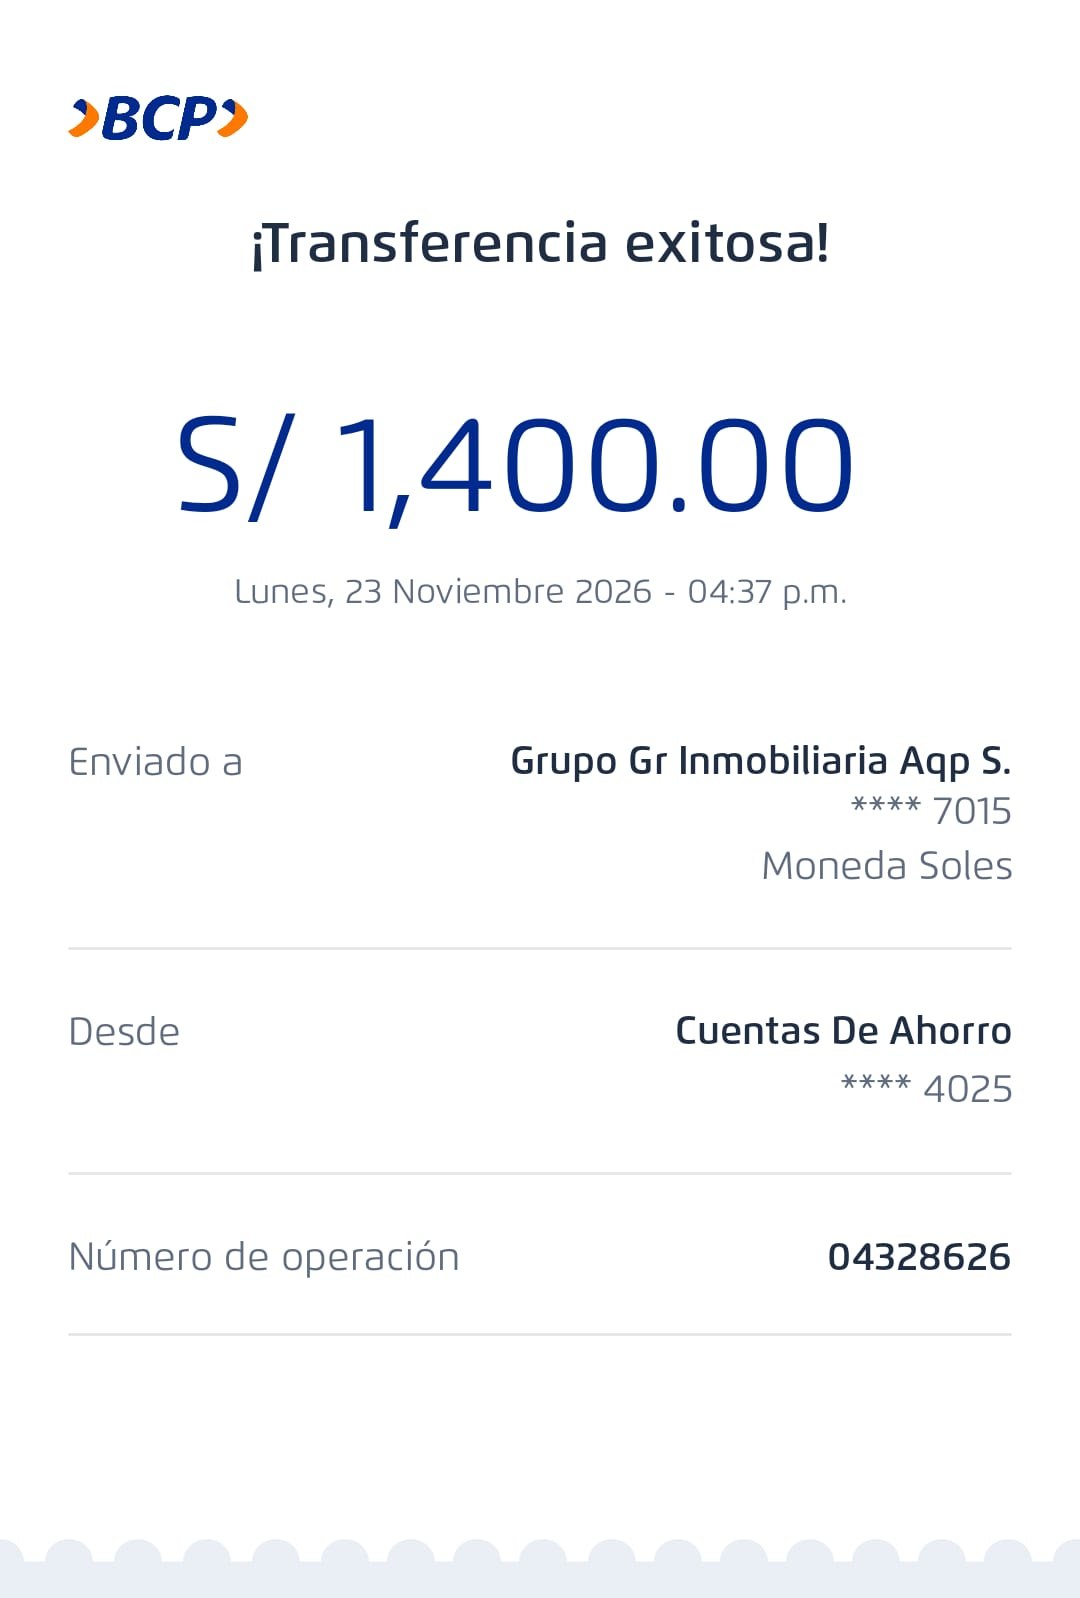 BCP
¡Transferencia exitosa!
S/ 1,400.00
Lunes, 23 Noviembre 2026 - 04:37 p.m.
Enviado a
Grupo Gr Inmobiliaria Aqp S.
**** 7015
Moneda Soles
Desde
Cuentas De Ahorro
**** 4025
Número de operación
04328626